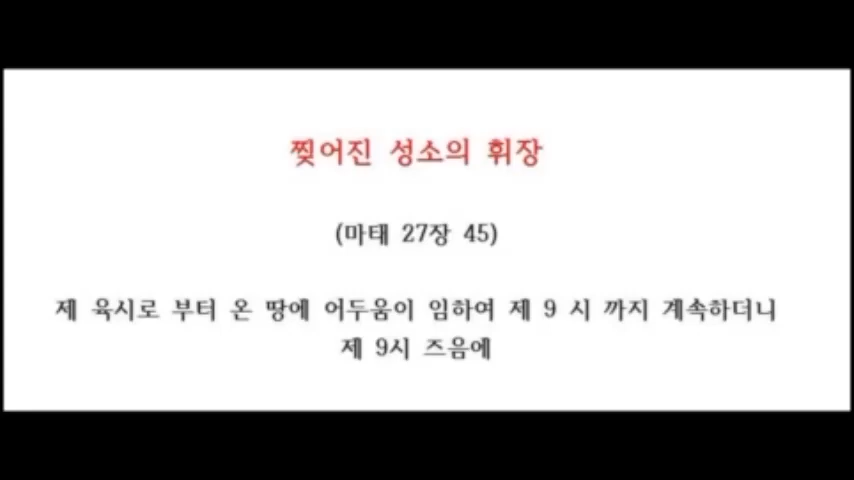 찢어진 성소의 휘장
(마태 27장 45)
제 육시로 부터 온 땅에 어두움이 임하여 제 9 시 까지 계속하더니
제 9시 즈음에